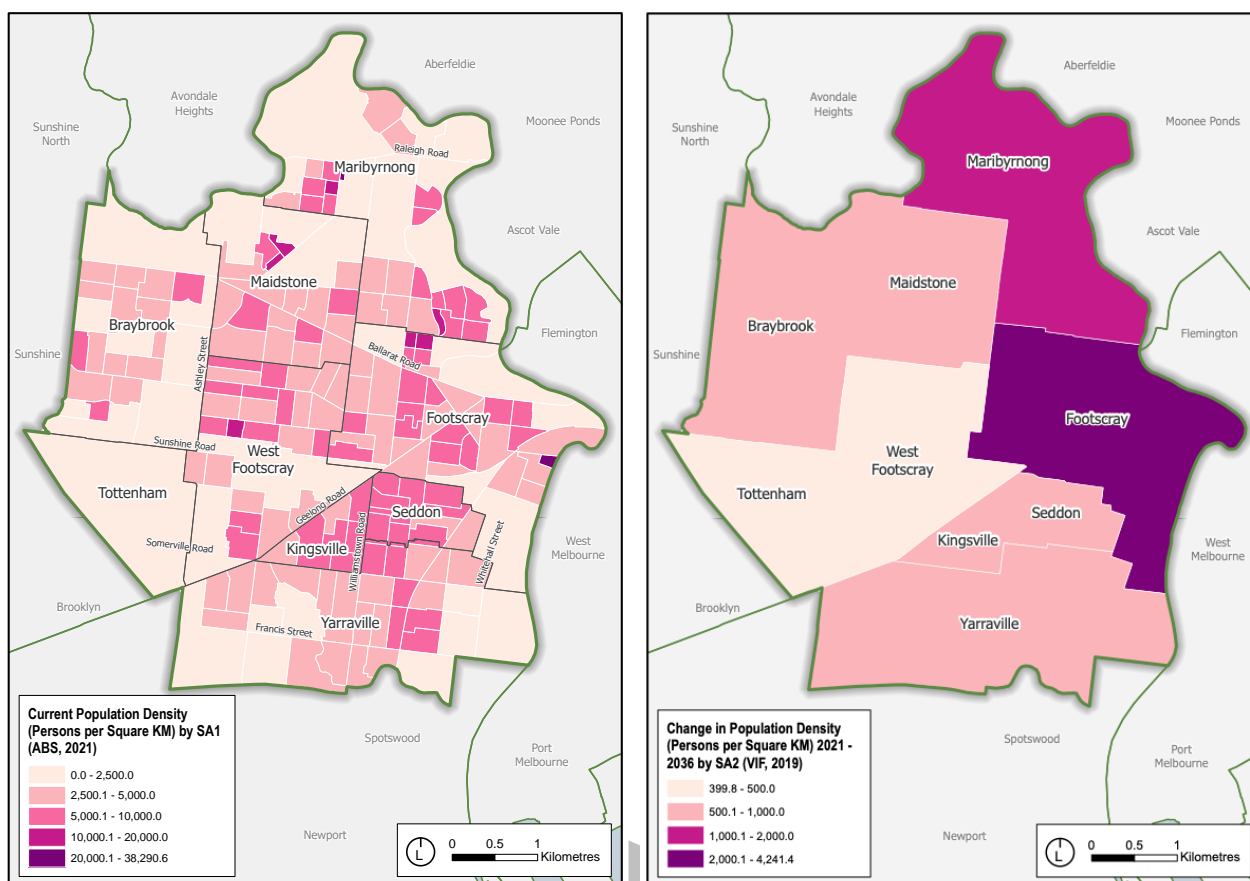 Aberfeldie
Avondale
Heights
Sunshine
North
Moonee Ponds
Raleigh Road
Maribyrnong
Ascot Vale
Maidstone
Braybrook
Flemington
Sunshine
Ashley Street
Ballarat Road
Footscray
Sunshine Road
West
Footscray
Tottenham
Geelong Road
Seddon
Somerville Road
Kingsville
Williamstown Road
Whitehall Street
West
Melbourne
Brooklyn
Francis Street
Yarraville
Spotswood
Port
Melbourne
Newport
Current Population Density
(Persons per Square KM) by SA1
(ABS, 2021)
0.0 - 2,500.0
2,500.1 - 5,000.0
5,000.1 - 10,000.0
10,000.1 - 20,000.0
20,000.1 - 38,290.6
L
0 0.5 1
Kilometres
Aberfeldie
Avondale
Heights
Sunshine
North
Moonee Ponds
Maribyrnong
Ascot Vale
Maidstone
Braybrook
Flemington
Sunshine
Footscray
West
Footscray
Tottenham
Seddon
Kingsville
West
Melbourne
Brooklyn
Yarraville
Spotswood
Port
Melbourne
Newport
Change in Population Density
(Persons per Square KM) 2021 -
2036 by SA2 (VIF, 2019)
399.8 - 500.0
500.1 - 1,000.0
1,000.1 - 2,000.0
2,000.1 - 4,241.4
L
0 0.5 1
Kilometres